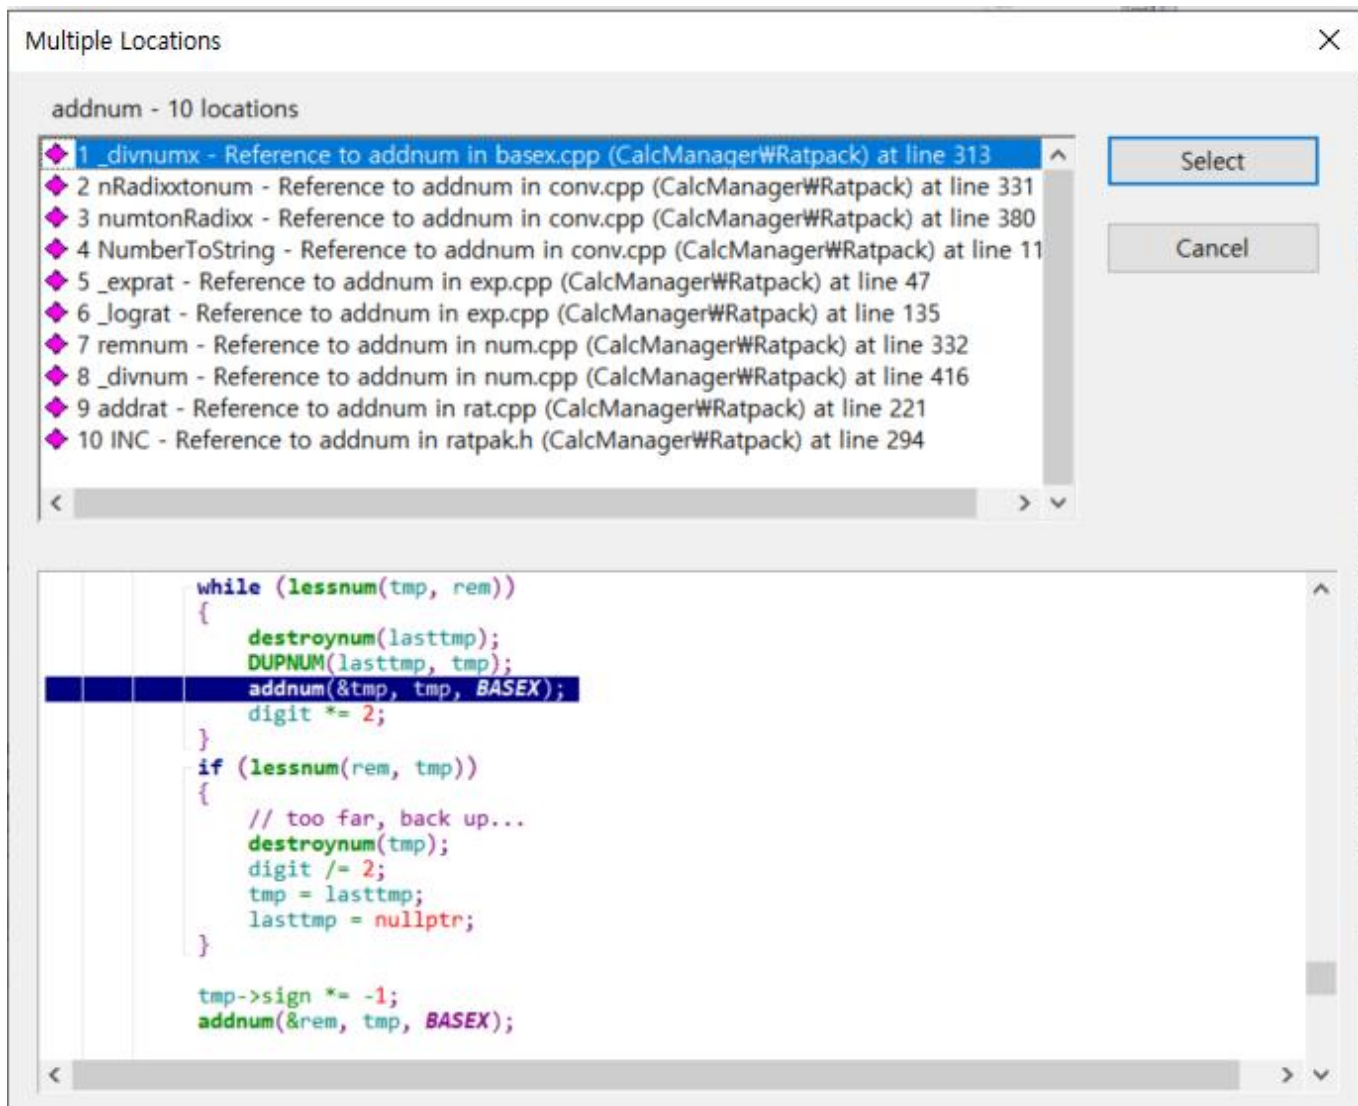 Multiple Locations
addnum - 10 locations
1 _divnumx - Reference to addnum in basex.cpp (CalcManager₩Ratpack) at line 313
2 nRadixxtonum - Reference to addnum in conv.cpp (CalcManager₩Ratpack) at line 331
3 numtonRadixx - Reference to addnum in conv.cpp (CalcManager₩Ratpack) at line 380
4 NumberToString - Reference to addnum in conv.cpp (CalcManager₩Ratpack) at line 11
5 _exprat - Reference to addnum in exp.cpp (CalcManager₩Ratpack) at line 47
6 _lograt - Reference to addnum in exp.cpp (CalcManager₩Ratpack) at line 135
7 remnum - Reference to addnum in num.cpp (CalcManager₩Ratpack) at line 332
8 _divnum - Reference to addnum in num.cpp (CalcManager₩Ratpack) at line 416
9 addrat - Reference to addnum in rat.cpp (CalcManager₩Ratpack) at line 221
10 INC - Reference to addnum in ratpak.h (CalcManager₩Ratpack) at line 294
Select
Cancel
while (lessnum(tmp, rem))
{
destroynum(lasttmp);
DUPNUM(lasttmp, tmp);
addnum(&tmp, tmp, BASEX);
digit *= 2;
}
if (lessnum(rem, tmp))
{
// too far, back up...
destroynum(tmp);
digit /= 2;
tmp = lasttmp;
lasttmp = nullptr;
}
tmp->sign *= -1;
addnum(&rem, tmp, BASEX);